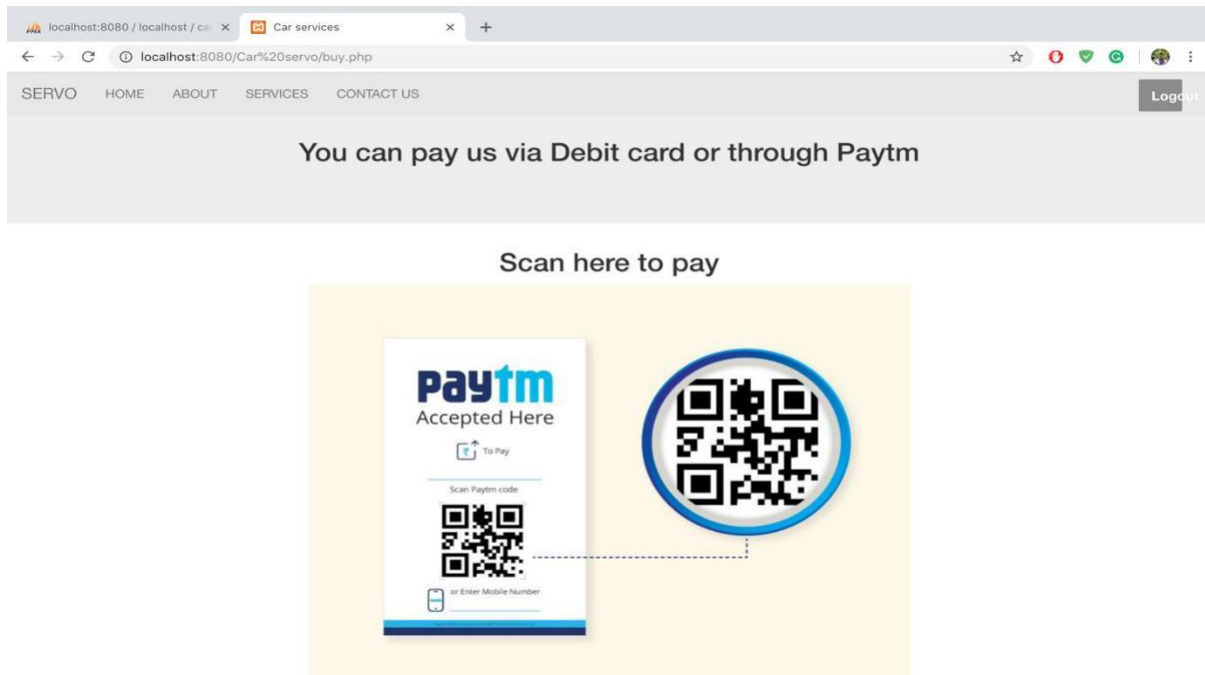 localhost:8080 / localhost / ca
Car services
localhost:8080/Car%20servo/buy.php
SERVO HOME ABOUT SERVICES CONTACT US
Logout
You can pay us via Debit card or through Paytm
Scan here to pay
paytm
Accepted Here
₹ To Pay
Scan Paytm code
or Enter Mobile Number